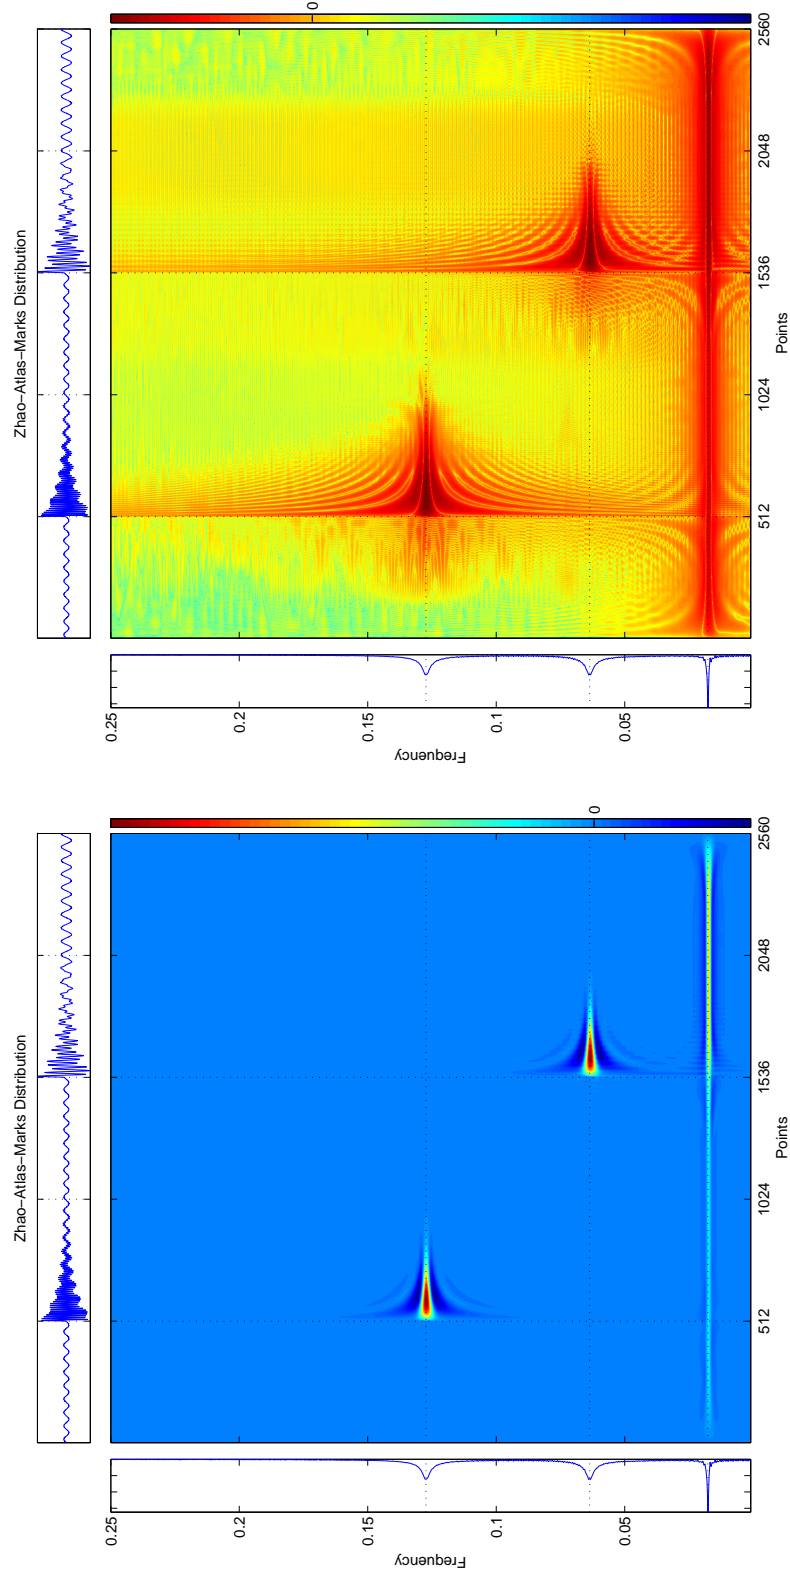 Zhao–Atlas–Marks Distribution
0.25
0.2
0.15
0.1
0.05
Frequency
0
512 1024 1536 2048 2560
Points
Zhao–Atlas–Marks Distribution
0.25
0.2
0.15
0.1
0.05
Frequency
0
512 1024 1536 2048 2560
Points